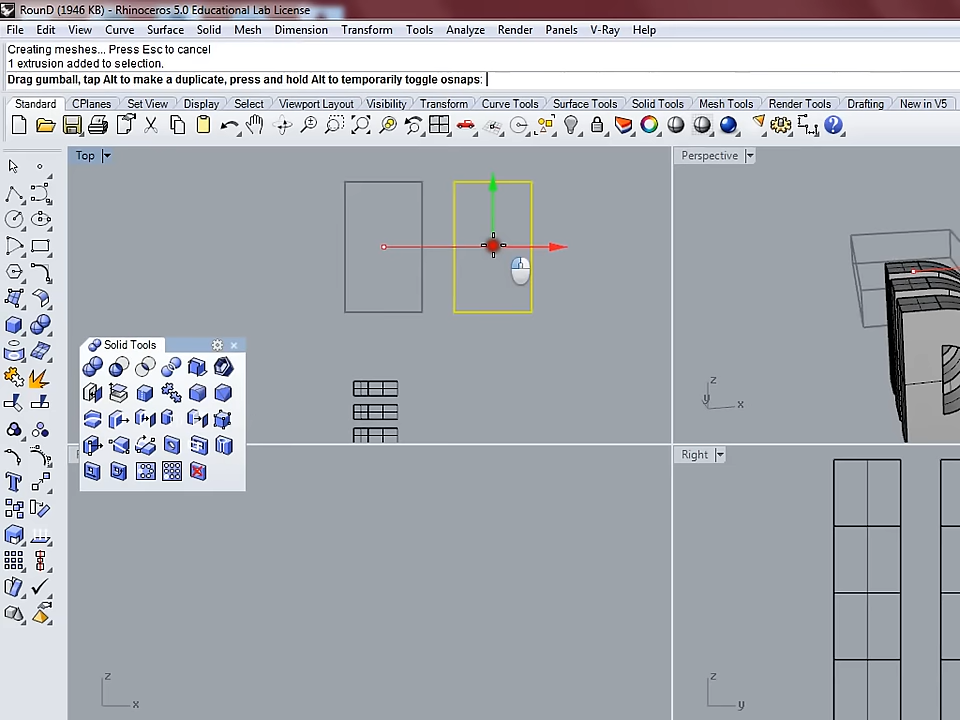 RounD (1946 KB) - Rhinoceros 5.0 Educational Lab License
File Edit View Curve Surface Solid Mesh Dimension Transform Tools Analyze Render Panels V-Ray Help
Creating meshes... Press Esc to cancel
1 extrusion added to selection.
Drag gumball, tap Alt to make a duplicate, press and hold Alt to temporarily toggle osnaps:
Standard CPlanes Set View Display Select Viewport Layout Visibility Transform Curve Tools Surface Tools Solid Tools Mesh Tools Render Tools Drafting New in V5
Top
Perspective
Solid Tools
z
y x
Right
z
x
z
y